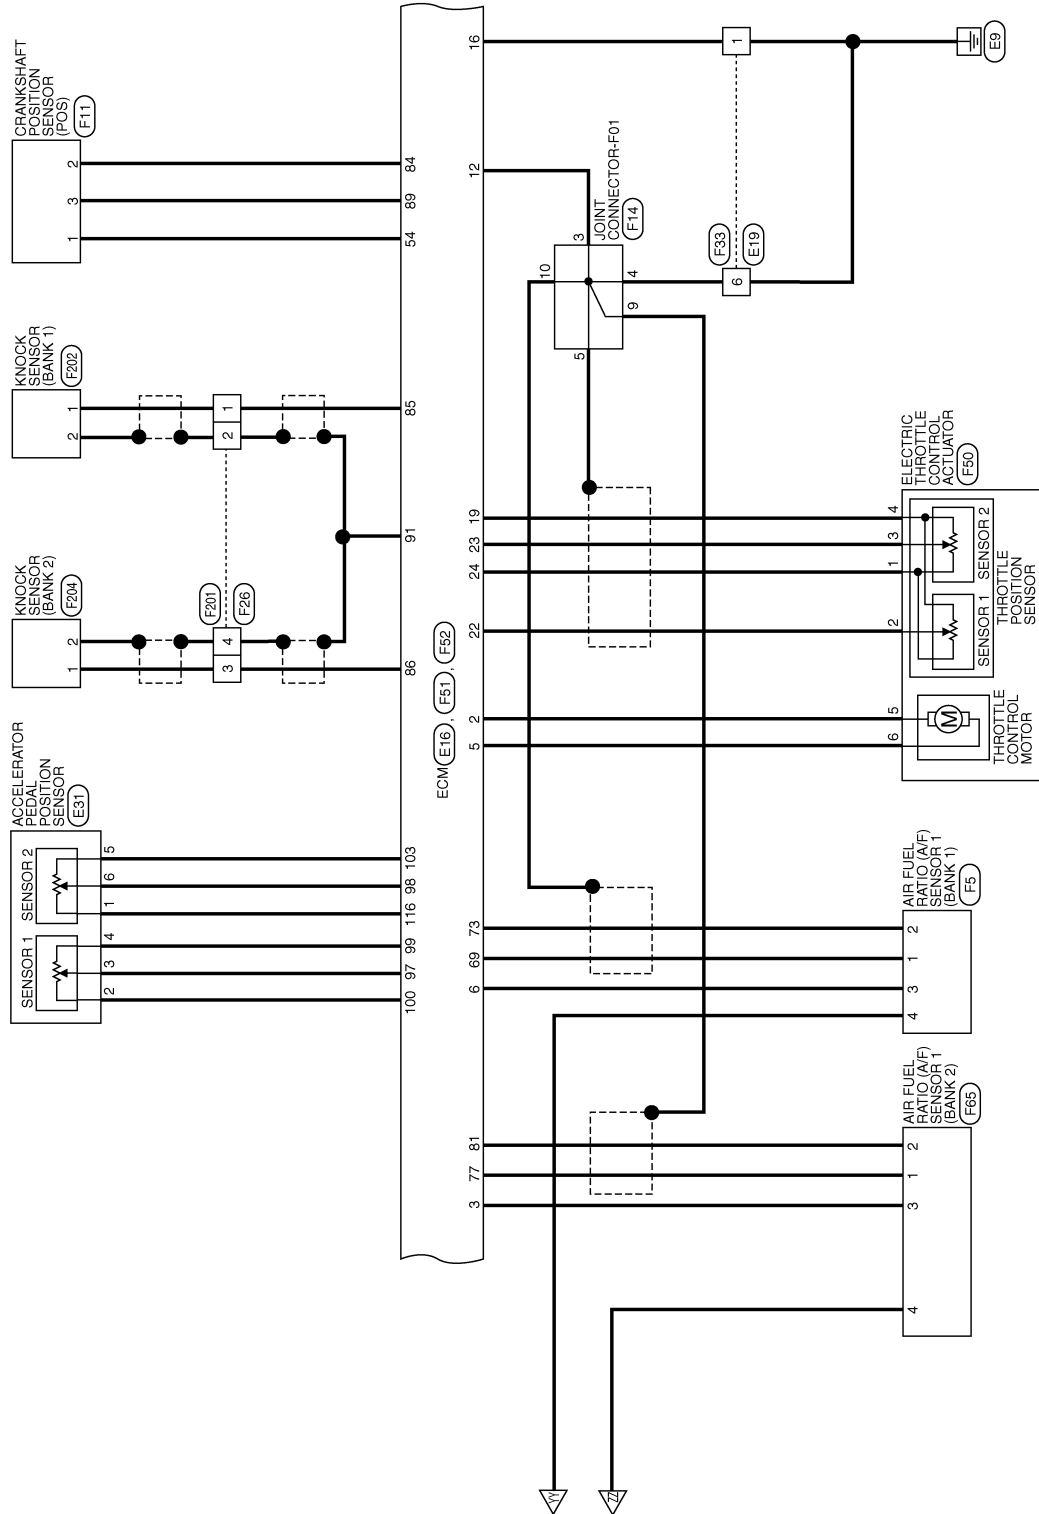 CRANKSHAFT
POSITION
SENSOR
(POS)
F11
2
3
1
84
89
54
KNOCK
SENSOR
(BANK 1)
F202
1
2
1
2
85
91
KNOCK
SENSOR
(BANK 2)
F204
2
1
F201
F26
4
3
86
ACCELERATOR
PEDAL
POSITION
SENSOR
E31
SENSOR 2
SENSOR 1
5
6
1
4
3
2
103
98
116
99
97
100
ECM E16 , F51 , F52
16
12
19
23
24
22
2
5
73
69
6
81
77
3
1
E9
JOINT
CONNECTOR-F01
F14
3
10
4
9
5
F33
E19
6
ELECTRIC
THROTTLE
CONTROL
ACTUATOR
F50
4
3
1
2
5
6
SENSOR 2
SENSOR 1
THROTTLE
POSITION
SENSOR
M
THROTTLE
CONTROL
MOTOR
AIR FUEL
RATIO (A/F)
SENSOR 1
(BANK 1)
F5
2
1
3
4
AIR FUEL
RATIO (A/F)
SENSOR 1
(BANK 2)
F65
2
1
3
4
YY
ZZ